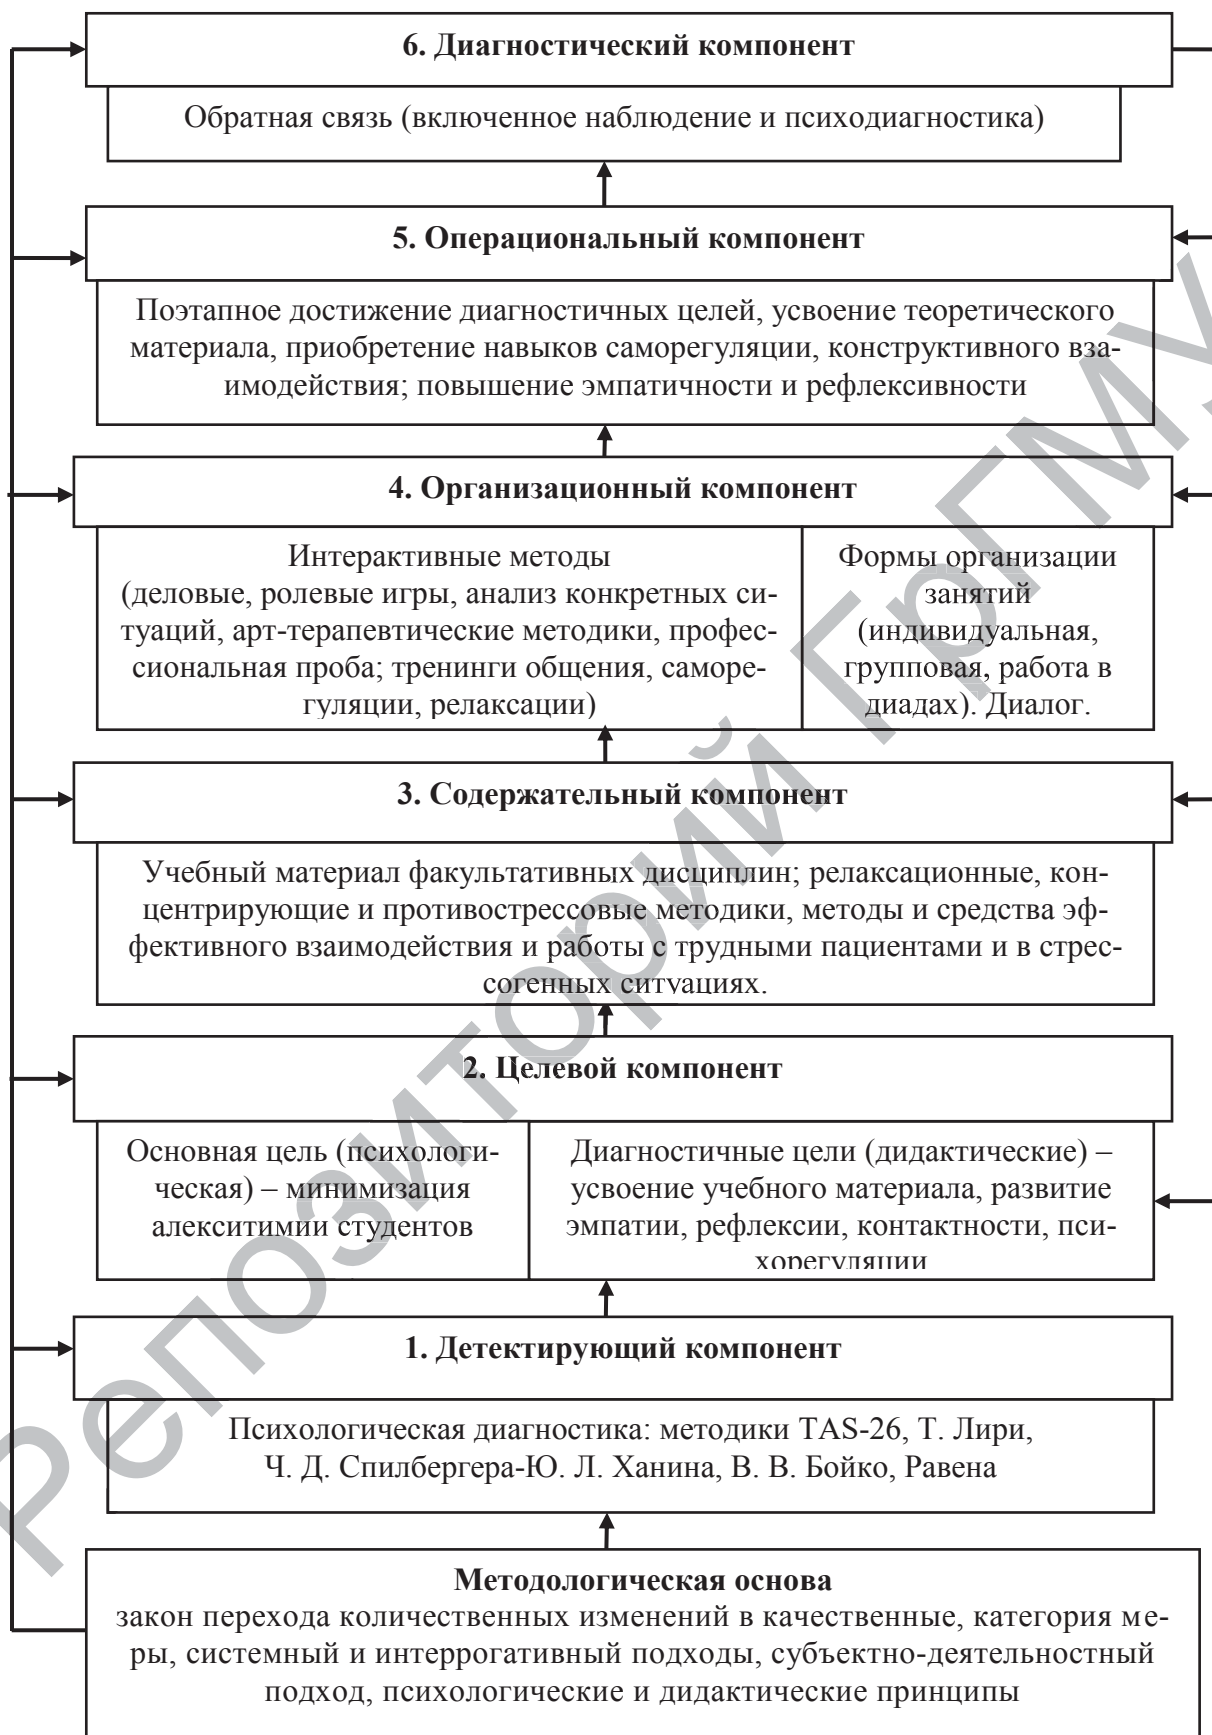 6. Диагностический компонент
Обратная связь (включенное наблюдение и психодиагностика)
5. Операциональный компонент
Поэтапное достижение диагностичных целей, усвоение теоретического
материала, приобретение навыков саморегуляции, конструктивного вза-
имодействия; повышение эмпатичности и рефлексивности
4. Организационный компонент
Интерактивные методы
(деловые, ролевые игры, анализ конкретных си-
туаций, арт-терапевтические методики, профес-
сиональная проба; тренинги общения, саморе-
гуляции, релаксации)
Формы организации
занятий
(индивидуальная,
групповая, работа в
диадах). Диалог.
3. Содержательный компонент
Учебный материал факультативных дисциплин; релаксационные, кон-
центрирующие и противострессовые методики, методы и средства эф-
фективного взаимодействия и работы с трудными пациентами и в стрес-
согенных ситуациях.
2. Целевой компонент
Основная цель (психологи-
ческая) – минимизация
алекситимии студентов
Диагностичные цели (дидактические) –
усвоение учебного материала, развитие
эмпатии, рефлексии, контактности, пси-
хорегуляции
1. Детектирующий компонент
Психологическая диагностика: методики TAS-26, Т. Лири,
Ч. Д. Спилбергера-Ю. Л. Ханина, В. В. Бойко, Равена
Методологическая основа
закон перехода количественных изменений в качественные, категория ме-
ры, системный и интеррогативный подходы, субъектно-деятельностный
подход, психологические и дидактические принципы
Репозиторий ГрГМУ